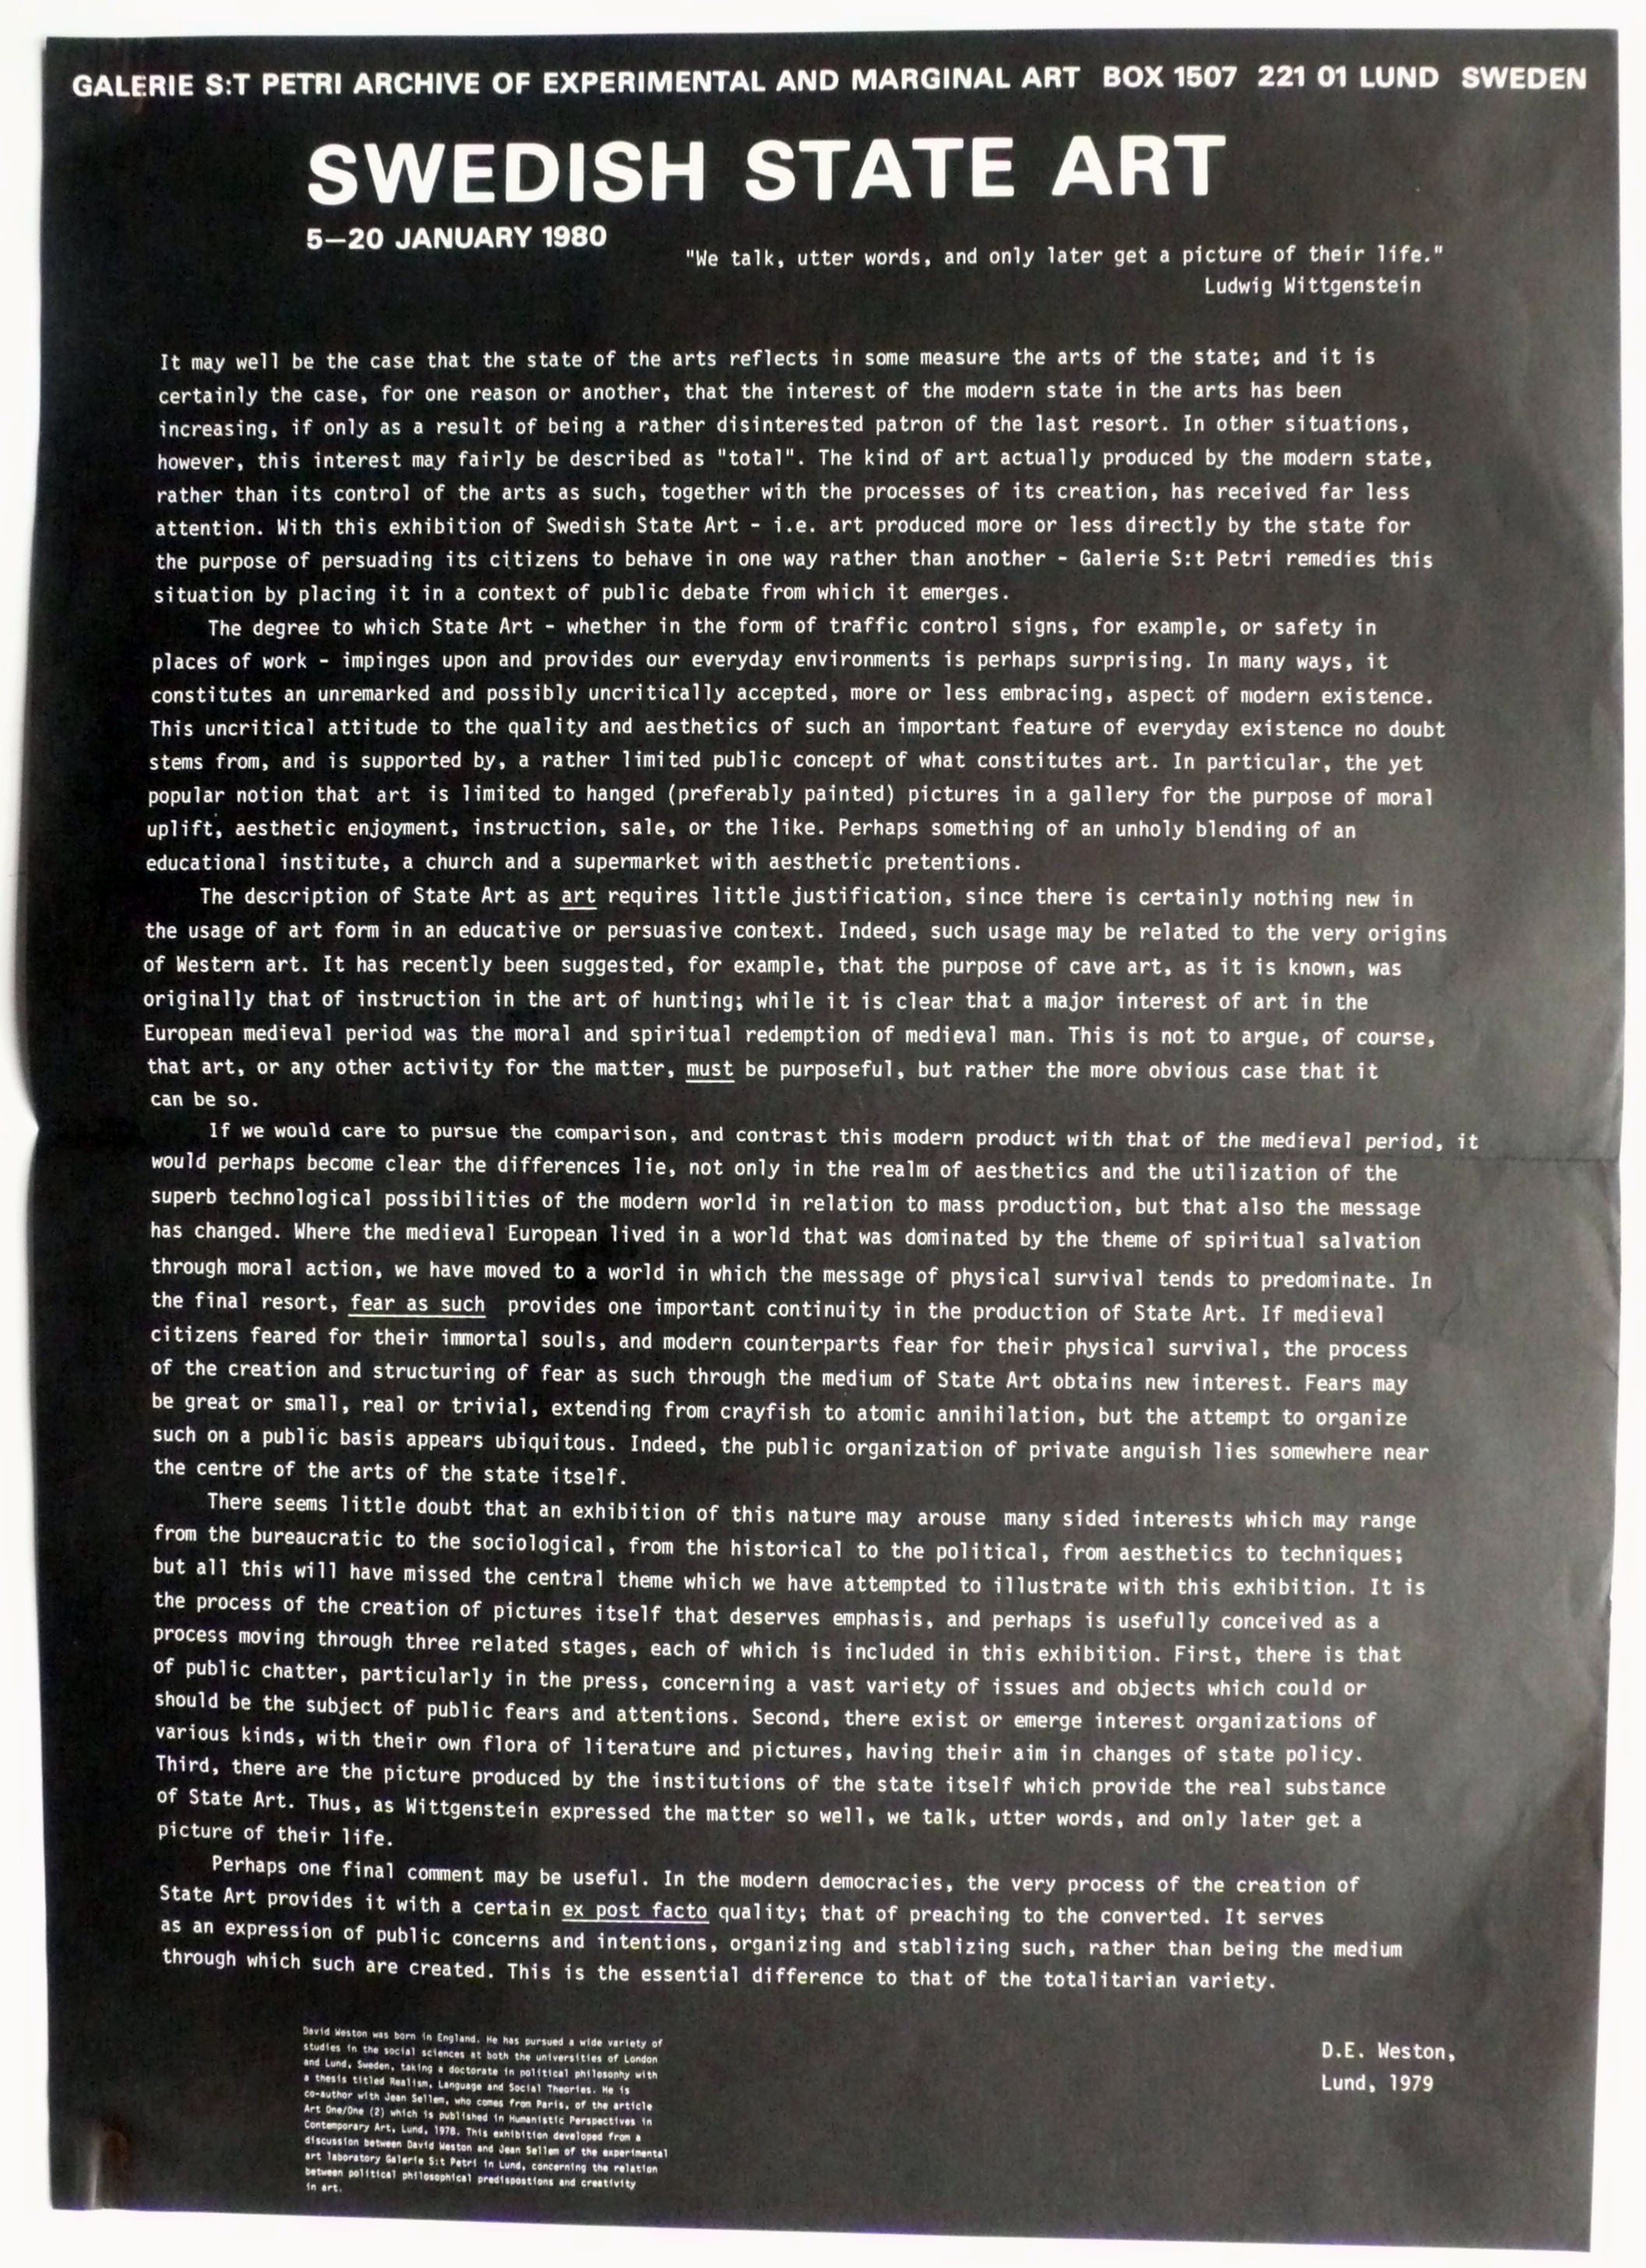 GALERIE S:T PETRI ARCHIVE OF EXPERIMENTAL AND MARGINAL ART BOX 1507 221 01 LUND SWEDEN
SWEDISH STATE ART
5—20 JANUARY 1980
"We talk, utter words, and only later get a picture of their life."
Ludwig Wittgenstein
It may well be the case that the state of the arts reflects in some measure the arts of the state; and it is
certainly the case, for one reason or another, that the interest of the modern state in the arts has been
increasing, if only as a result of being a rather disinterested patron of the last resort. In other situations,
however, this interest may fairly be described as "total". The kind of art actually produced by the modern state,
rather than its control of the arts as such, together with the processes of its creation, has received far less
attention. With this exhibition of Swedish State Art - i.e. art produced more or less directly by the state for
the purpose of persuading its citizens to behave in one way rather than another - Galerie S:t Petri remedies this
situation by placing it in a context of public debate from which it emerges.
The degree to which State Art - whether in the form of traffic control signs, for example, or safety in
places of work - impinges upon and provides our everyday environments is perhaps surprising. In many ways, it
constitutes an unremarked and possibly uncritically accepted, more or less embracing, aspect of modern existence.
This uncritical attitude to the quality and aesthetics of such an important feature of everyday existence no doubt
stems from, and is supported by, a rather limited public concept of what constitutes art. In particular, the yet
popular notion that art is limited to hanged (preferably painted) pictures in a gallery for the purpose of moral
uplift, aesthetic enjoyment, instruction, sale, or the like. Perhaps something of an unholy blending of an
educational institute, a church and a supermarket with aesthetic pretentions.
The description of State Art as art requires little justification, since there is certainly nothing new in
the usage of art form in an educative or persuasive context. Indeed, such usage may be related to the very origins
of Western art. It has recently been suggested, for example, that the purpose of cave art, as it is known, was
originally that of instruction in the art of hunting; while it is clear that a major interest of art in the
European medieval period was the moral and spiritual redemption of medieval man. This is not to argue, of course,
that art, or any other activity for the matter, must be purposeful, but rather the more obvious case that it
can be so.
If we would care to pursue the comparison, and contrast this modern product with that of the medieval period, it
would perhaps become clear the differences lie, not only in the realm of aesthetics and the utilization of the
superb technological possibilities of the modern world in relation to mass production, but that also the message
has changed. Where the medieval European lived in a world that was dominated by the theme of spiritual salvation
through moral action, we have moved to a world in which the message of physical survival tends to predominate. In
the final resort, fear as such provides one important continuity in the production of State Art. If medieval
citizens feared for their immortal souls, and modern counterparts fear for their physical survival, the process
of the creation and structuring of fear as such through the medium of State Art obtains new interest. Fears may
be great or small, real or trivial, extending from crayfish to atomic annihilation, but the attempt to organize
such on a public basis appears ubiquitous. Indeed, the public organization of private anguish lies somewhere near
the centre of the arts of the state itself.
There seems little doubt that an exhibition of this nature may arouse many sided interests which may range
from the bureaucratic to the sociological, from the historical to the political, from aesthetics to techniques;
but all this will have missed the central theme which we have attempted to illustrate with this exhibition. It is
the process of the creation of pictures itself that deserves emphasis, and perhaps is usefully conceived as a
process moving through three related stages, each of which is included in this exhibition. First, there is that
of public chatter, particularly in the press, concerning a vast variety of issues and objects which could or
should be the subject of public fears and attentions. Second, there exist or emerge interest organizations of
various kinds, with their own flora of literature and pictures, having their aim in changes of state policy.
Third, there are the picture produced by the institutions of the state itself which provide the real substance
of State Art. Thus, as Wittgenstein expressed the matter so well, we talk, utter words, and only later get a
picture of their life.
Perhaps one final comment may be useful. In the modern democracies, the very process of the creation of
State Art provides it with a certain ex post facto quality; that of preaching to the converted. It serves
as an expression of public concerns and intentions, organizing and stablizing such, rather than being the medium
through which such are created. This is the essential difference to that of the totalitarian variety.
D.E. Weston,
Lund, 1979
David Weston was born in England. He has pursued a wide variety of
studies in the social sciences at both the universities of London
and Lund, Sweden, taking a doctorate in political philosophy with
a thesis titled Realism, Language and Social Theories. He is
co-author with Jean Sellem, who comes from Paris, of the article
Art One/One (2) which is published in Humanistic Perspectives in
Contemporary Art, Lund, 1978. This exhibition developed from a
discussion between David Weston and Jean Sellem of the experimental
art laboratory Galerie S:t Petri in Lund, concerning the relation
between political philosophical predispostions and creativity
in art.